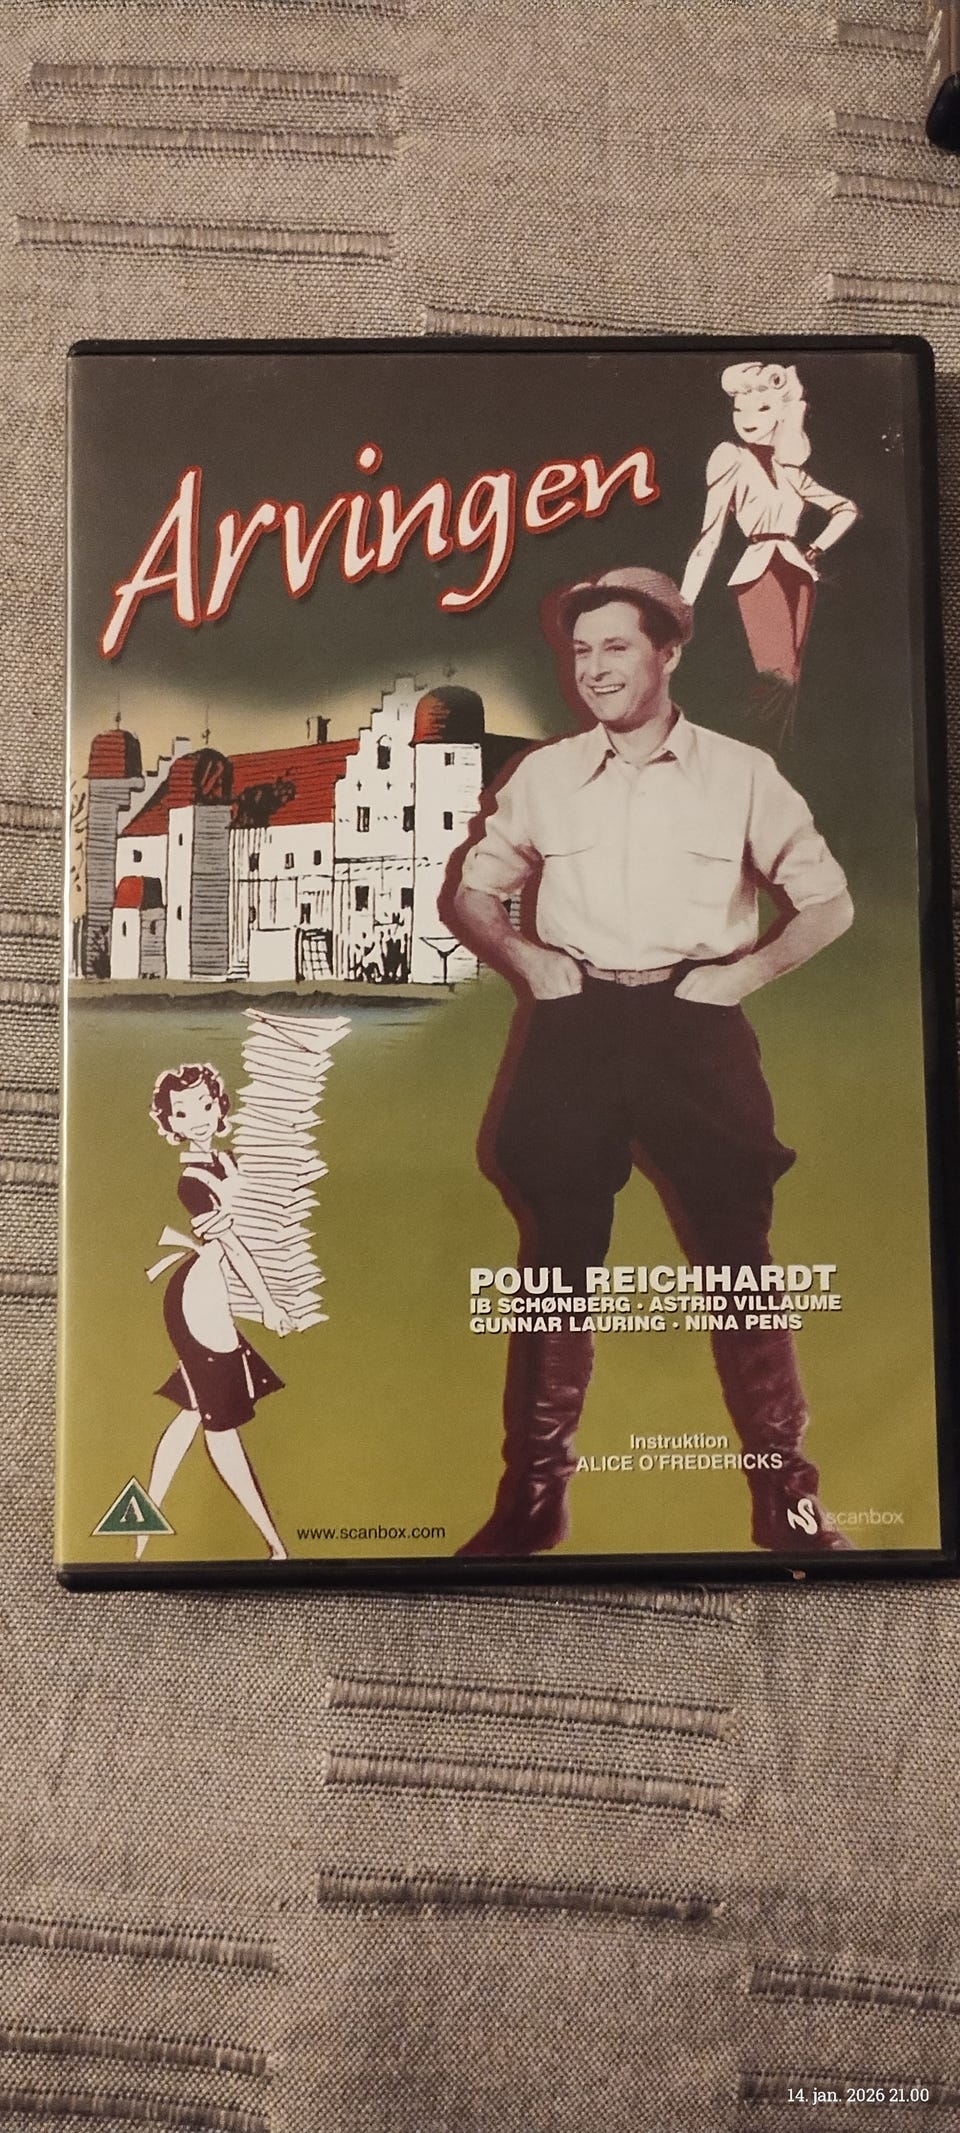 Arvingen
POUL REICHHARDT
IB SCHØNBERG · ASTRID VILLAUME
GUNNAR LAURING · NINA PENS
Instruktion
ALICE O'FREDERICKS
A
www.scanbox.com
scanbox
14. jan. 2026 21.00